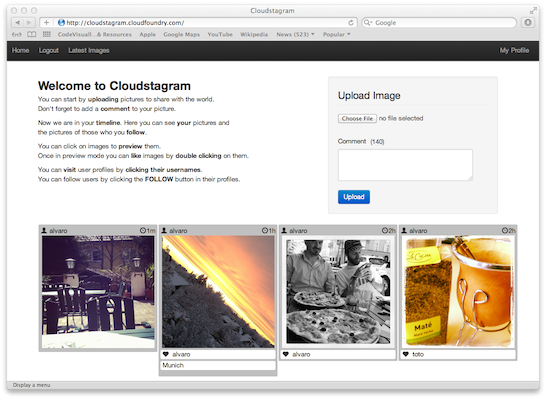 Cloudstagram
http://cloudstagram.cloudfoundry.com/
Google
CodeVisuall...& Resources Apple Google Maps YouTube Wikipedia News (523) Popular
Home Logout Latest Images My Profile
Welcome to Cloudstagram
You can start by uploading pictures to share with the world.
Don't forget to add a comment to your picture.
Now we are in your timeline. Here you can see your pictures and
the pictures of those who you follow.
You can click on images to preview them.
Once in preview mode you can like images by double clicking on them.
You can visit user profiles by clicking their usernames.
You can follow users by clicking the FOLLOW button in their profiles.
Upload Image
Choose File no file selected
Comment (140)
Upload
alvaro 1m
alvaro 1h
alvaro 2h
alvaro 2h
Maté
alvaro
alvaro
toto
Munich
Display a menu